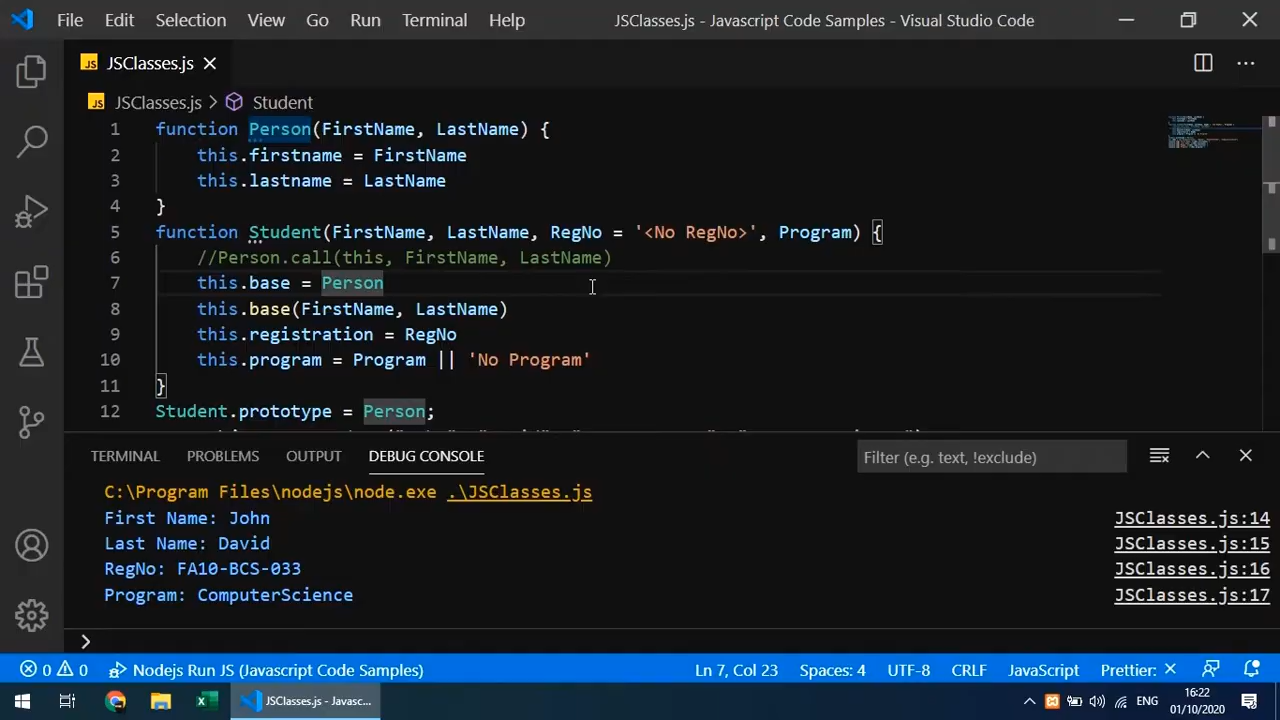 File Edit Selection View Go Run Terminal Help JSClasses.js - Javascript Code Samples - Visual Studio Code
JS JSClasses.js
JS JSClasses.js > Student
1 function Person(FirstName, LastName) {
2 this.firstname = FirstName
3 this.lastname = LastName
4 }
5 function Student(FirstName, LastName, RegNo = '<No RegNo>', Program) {
6 //Person.call(this, FirstName, LastName)
7 this.base = Person
8 this.base(FirstName, LastName)
9 this.registration = RegNo
10 this.program = Program || 'No Program'
11 }
12 Student.prototype = Person;
TERMINAL PROBLEMS OUTPUT DEBUG CONSOLE Filter (e.g. text, !exclude)
C:\Program Files\nodejs\node.exe .\JSClasses.js
First Name: John JSClasses.js:14
Last Name: David JSClasses.js:15
RegNo: FA10-BCS-033 JSClasses.js:16
Program: ComputerScience JSClasses.js:17
>
0 0 Nodejs Run JS (Javascript Code Samples) Ln 7, Col 23 Spaces: 4 UTF-8 CRLF JavaScript Prettier: ×
JSClasses.js - Javasc... ENG 16:22
01/10/2020